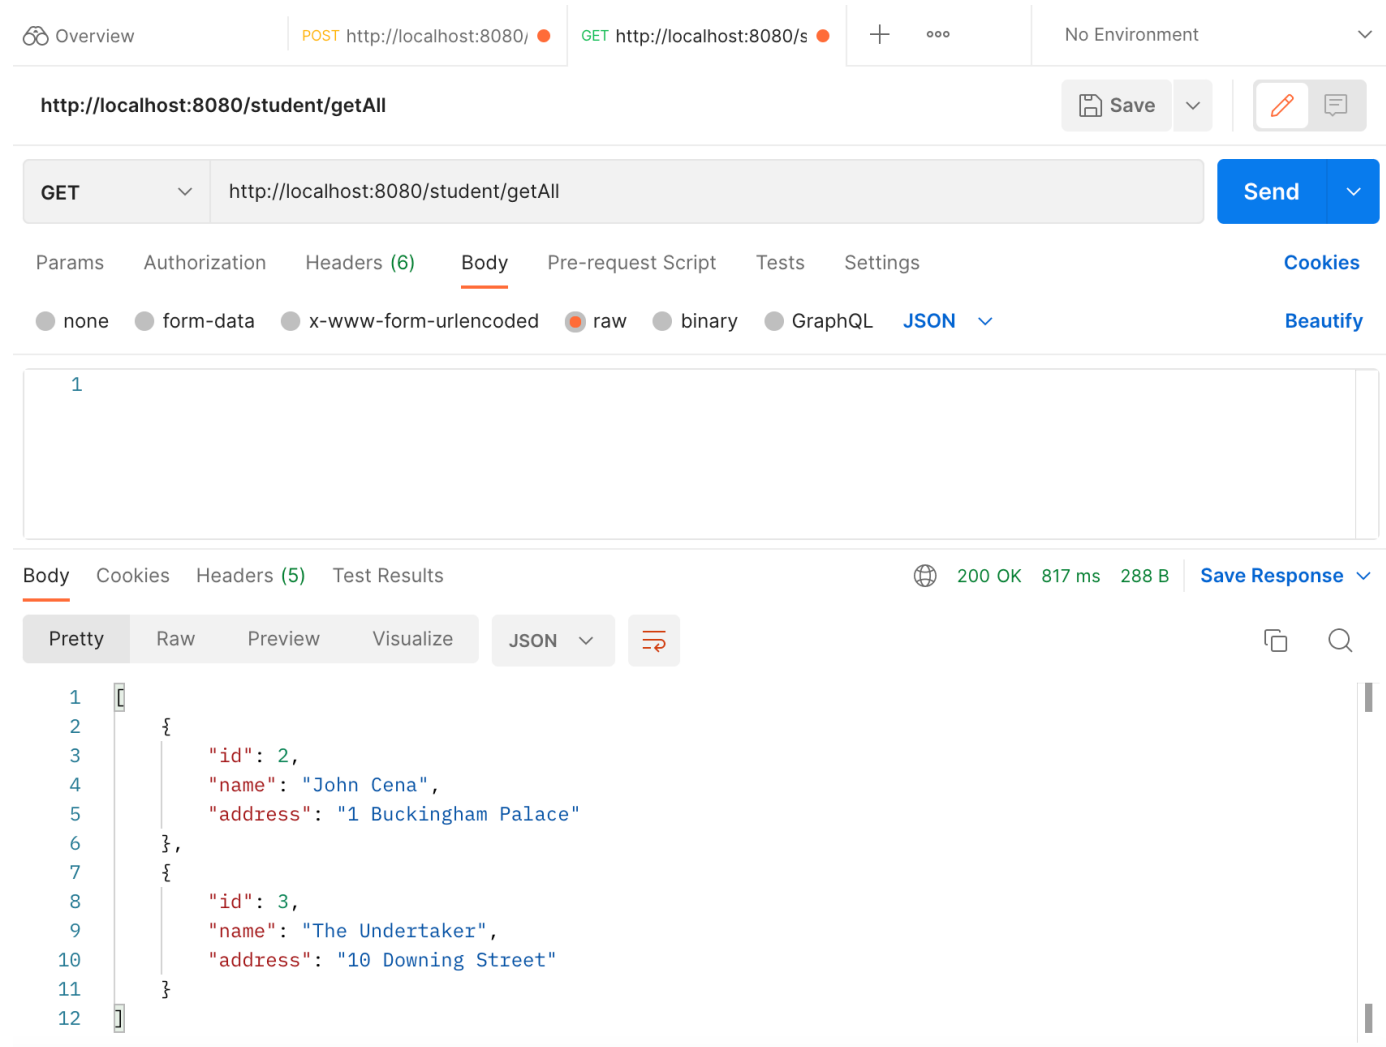 Overview
POST http://localhost:8080/
GET http://localhost:8080/s
No Environment
http://localhost:8080/student/getAll
Save
GET http://localhost:8080/student/getAll Send
Params Authorization Headers (6) Body Pre-request Script Tests Settings Cookies
none form-data x-www-form-urlencoded raw binary GraphQL JSON Beautify
1
Body Cookies Headers (5) Test Results 200 OK 817 ms 288 B Save Response
Pretty Raw Preview Visualize JSON
1 [
2 {
3 "id": 2,
4 "name": "John Cena",
5 "address": "1 Buckingham Palace"
6 },
7 {
8 "id": 3,
9 "name": "The Undertaker",
10 "address": "10 Downing Street"
11 }
12 ]